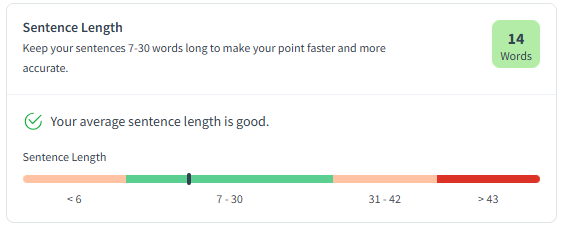 Sentence Length
Keep your sentences 7-30 words long to make your point faster and more
accurate.
14
Words
Your average sentence length is good.
Sentence Length
< 6
7 - 30
31 - 42
> 43